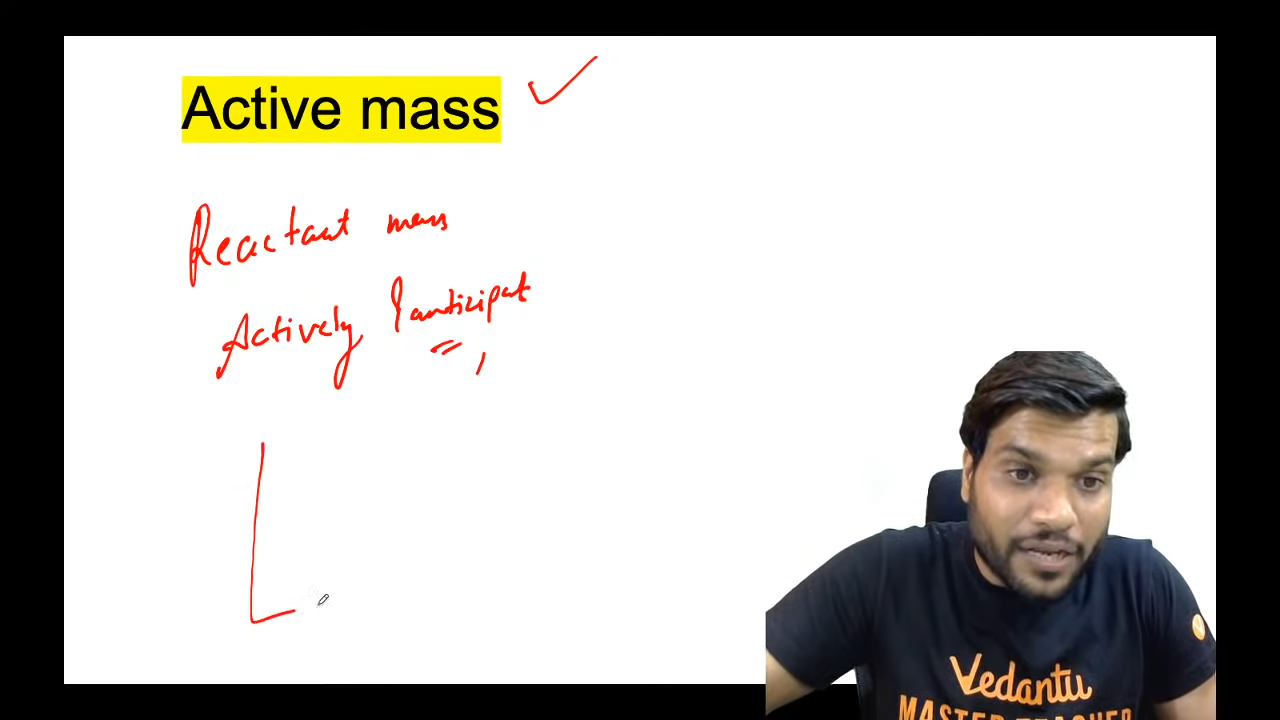 Active mass
Reactant mass
Actively Participat
Vedantu
MASTER TEACHER